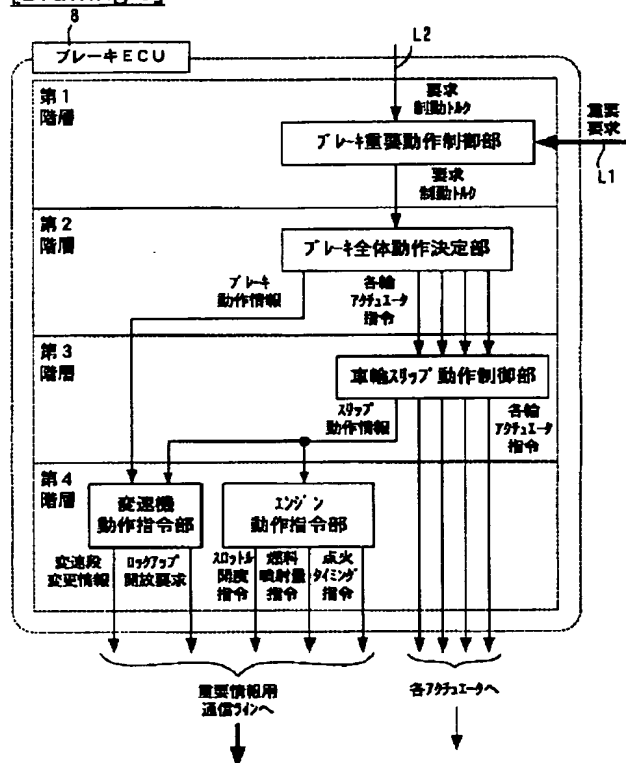 8
ブレーキECU
L2
第1
階層
要求
制動トルク
重要
要求
ブレーキ重要動作制御部
L1
要求
制動トルク
第2
階層
ブレーキ全体動作決定部
ブレーキ
動作情報
各輪
アクチュエータ
指令
第3
階層
車輪スリップ動作制御部
スリップ
動作情報
各輪
アクチュエータ
指令
第4
階層
変速機
動作指令部
エンジン
動作指令部
変速段
変更情報
ロックアップ
開放要求
スロットル
開度
指令
燃料
噴射量
指令
点火
タイミング
指令
重要情報用
通信ラインへ
各アクチュエータへ